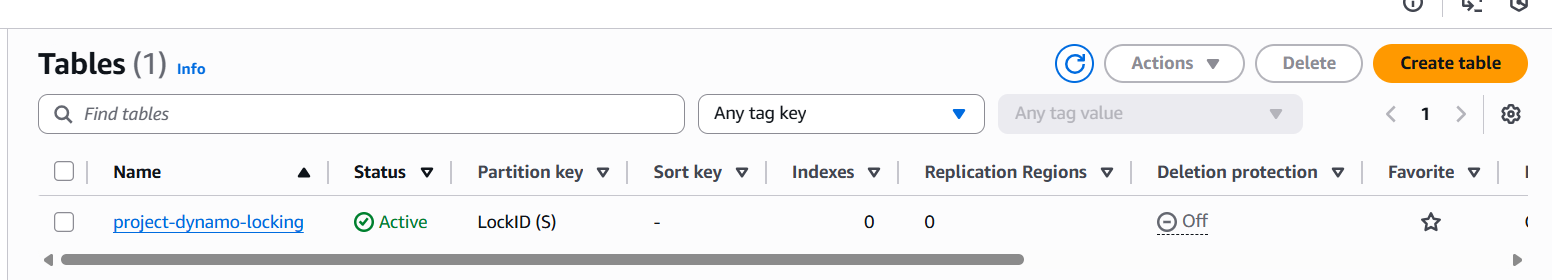 Tables (1) Info
Actions Delete Create table
Find tables Any tag key Any tag value 1
Name Status Partition key Sort key Indexes Replication Regions Deletion protection Favorite
project-dynamo-locking Active LockID (S) - 0 0 Off